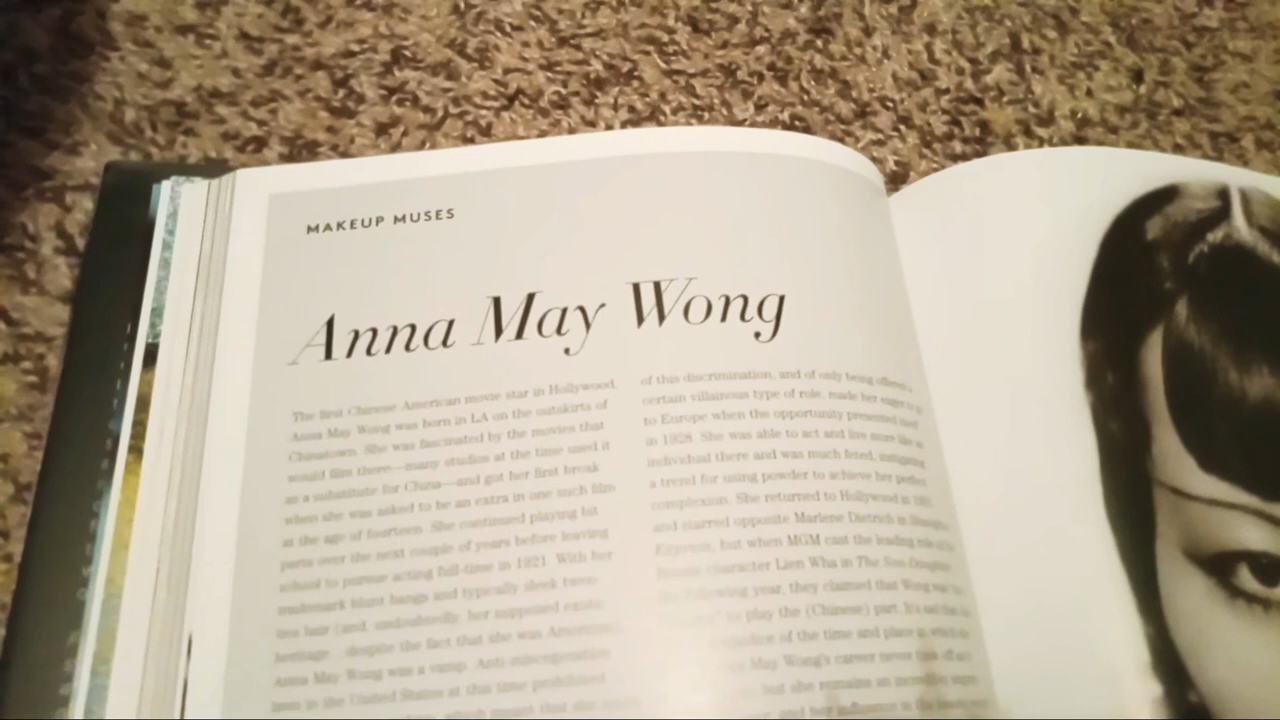 MAKEUP MUSES
Anna May Wong
The first Chinese American movie star in Hollywood,
Anna May Wong was born in LA on the outskirts of
Chinatown. She was fascinated by the movies that
would film there—many studios at the time used it
as a substitute for China—and got her first break
when she was asked to be an extra in one such film
at the age of fourteen. She continued playing bit
parts over the next couple of years before leaving
school to pursue acting full-time in 1921. With her
trademark blunt bangs and typically sleek
hair (and, undoubtedly, her supposed exotic
heritage despite the fact that she was American
Anna May Wong was a vamp. Anti-miscegenation
laws in the United States at this time prohibited
which meant that she
of this discrimination, and of only being offered a
certain villainous type of role, made her eager to
to Europe when the opportunity presented itself
in 1928. She was able to act and live more like an
individual there and was much feted, instigating
a trend for using powder to achieve her perfect
complexion. She returned to Hollywood in
and starred opposite Marlene Dietrich in Shanghai
Express, but when MGM cast the leading role of the
female character Lien Wha in The Son-Daughter
the following year, they claimed that Wong was
to play the (Chinese) part. It's
of the time and place in which
May Wong's career never took off
but she remains an
and her influence in